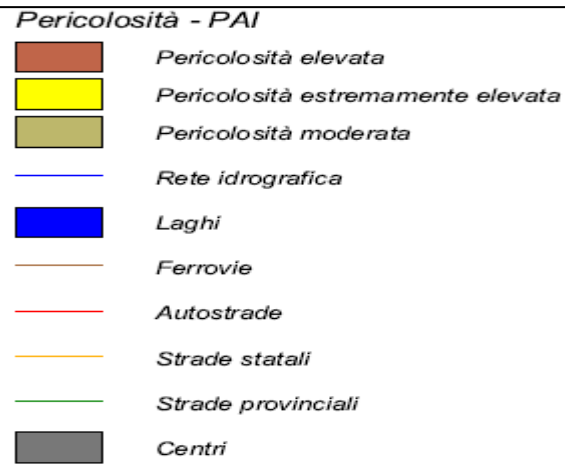 Pericolosità - PAI
Pericolosità elevata
Pericolosità estremamente elevata
Pericolosità moderata
Rete idrografica
Laghi
Ferrovie
Autostrade
Strade statali
Strade provinciali
Centri